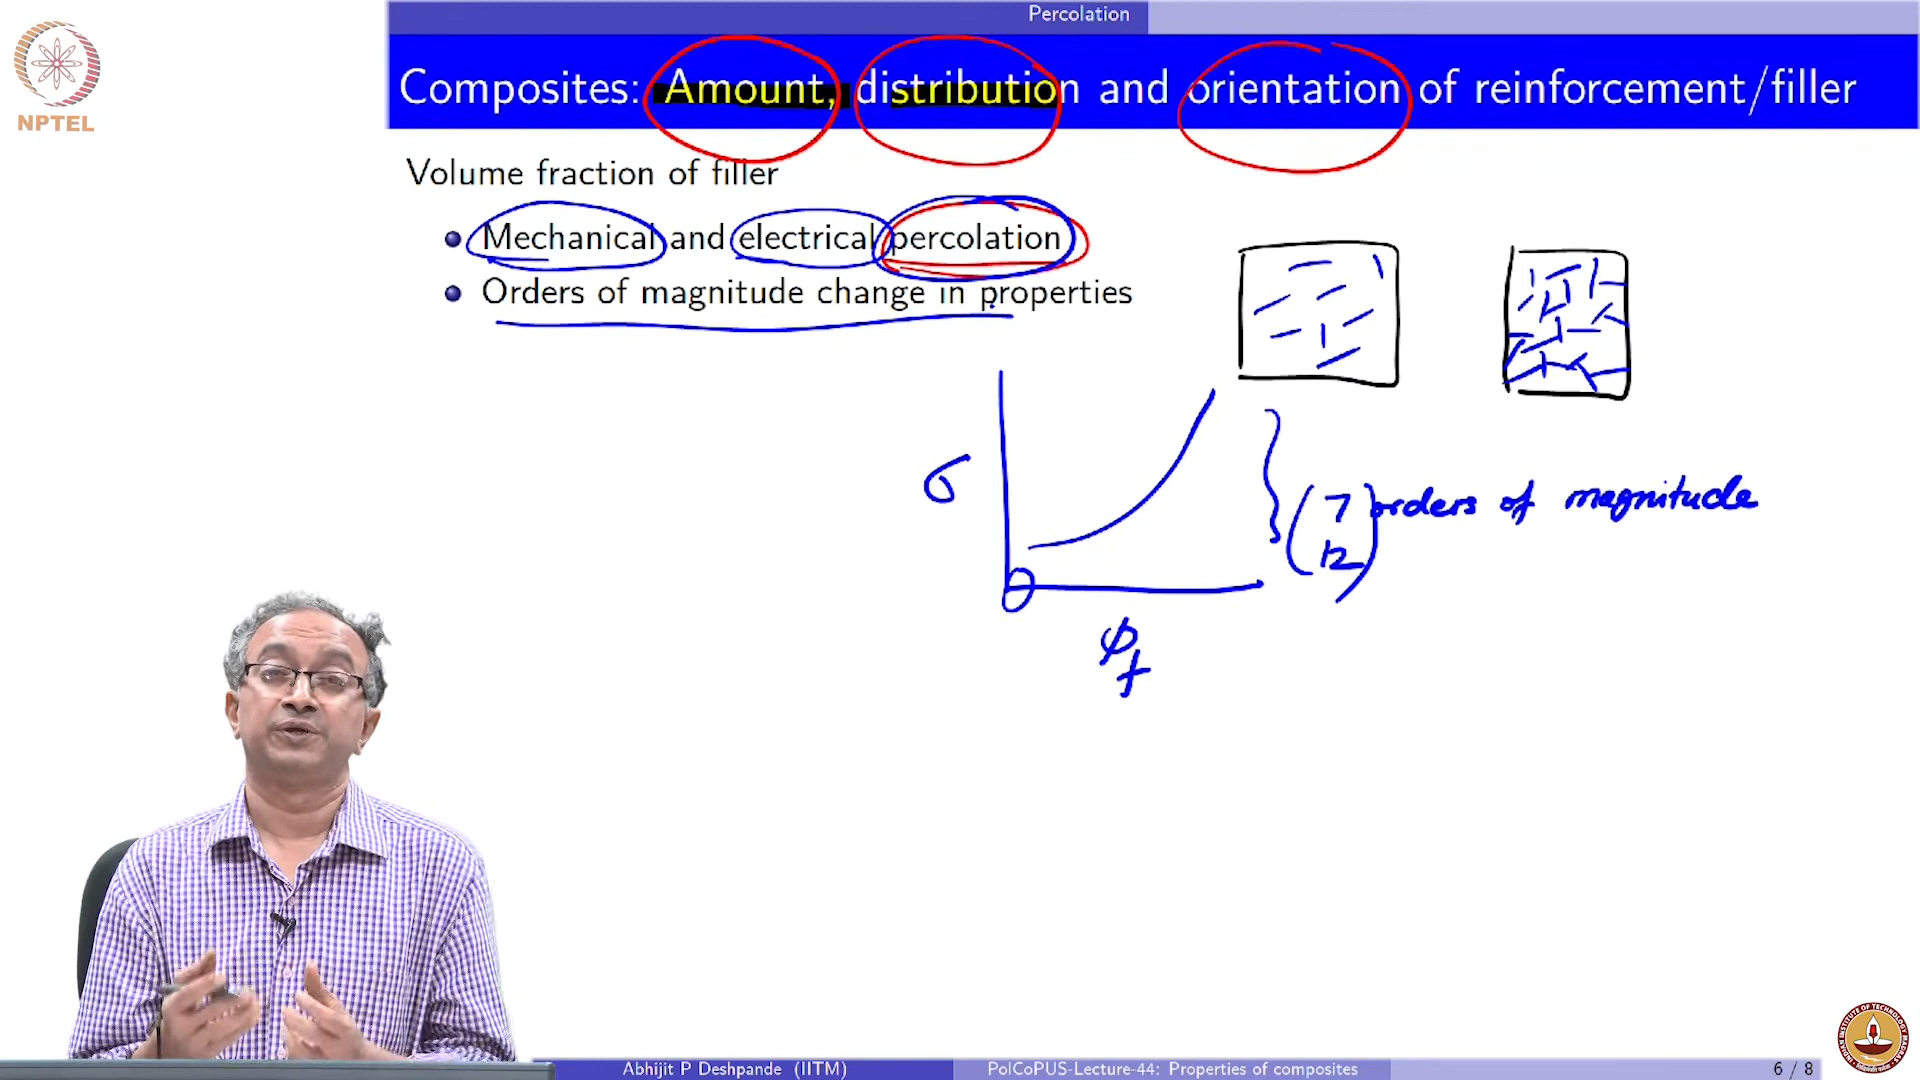 Percolation
NPTEL
Composites: Amount, distribution and orientation of reinforcement/filler
Volume fraction of filler
Mechanical and electrical percolation
Orders of magnitude change in properties
σ
7 orders of magnitude
12
φf
Abhijit P Deshpande (IITM)
PolCoPUS-Lecture-44: Properties of composites
6 / 8